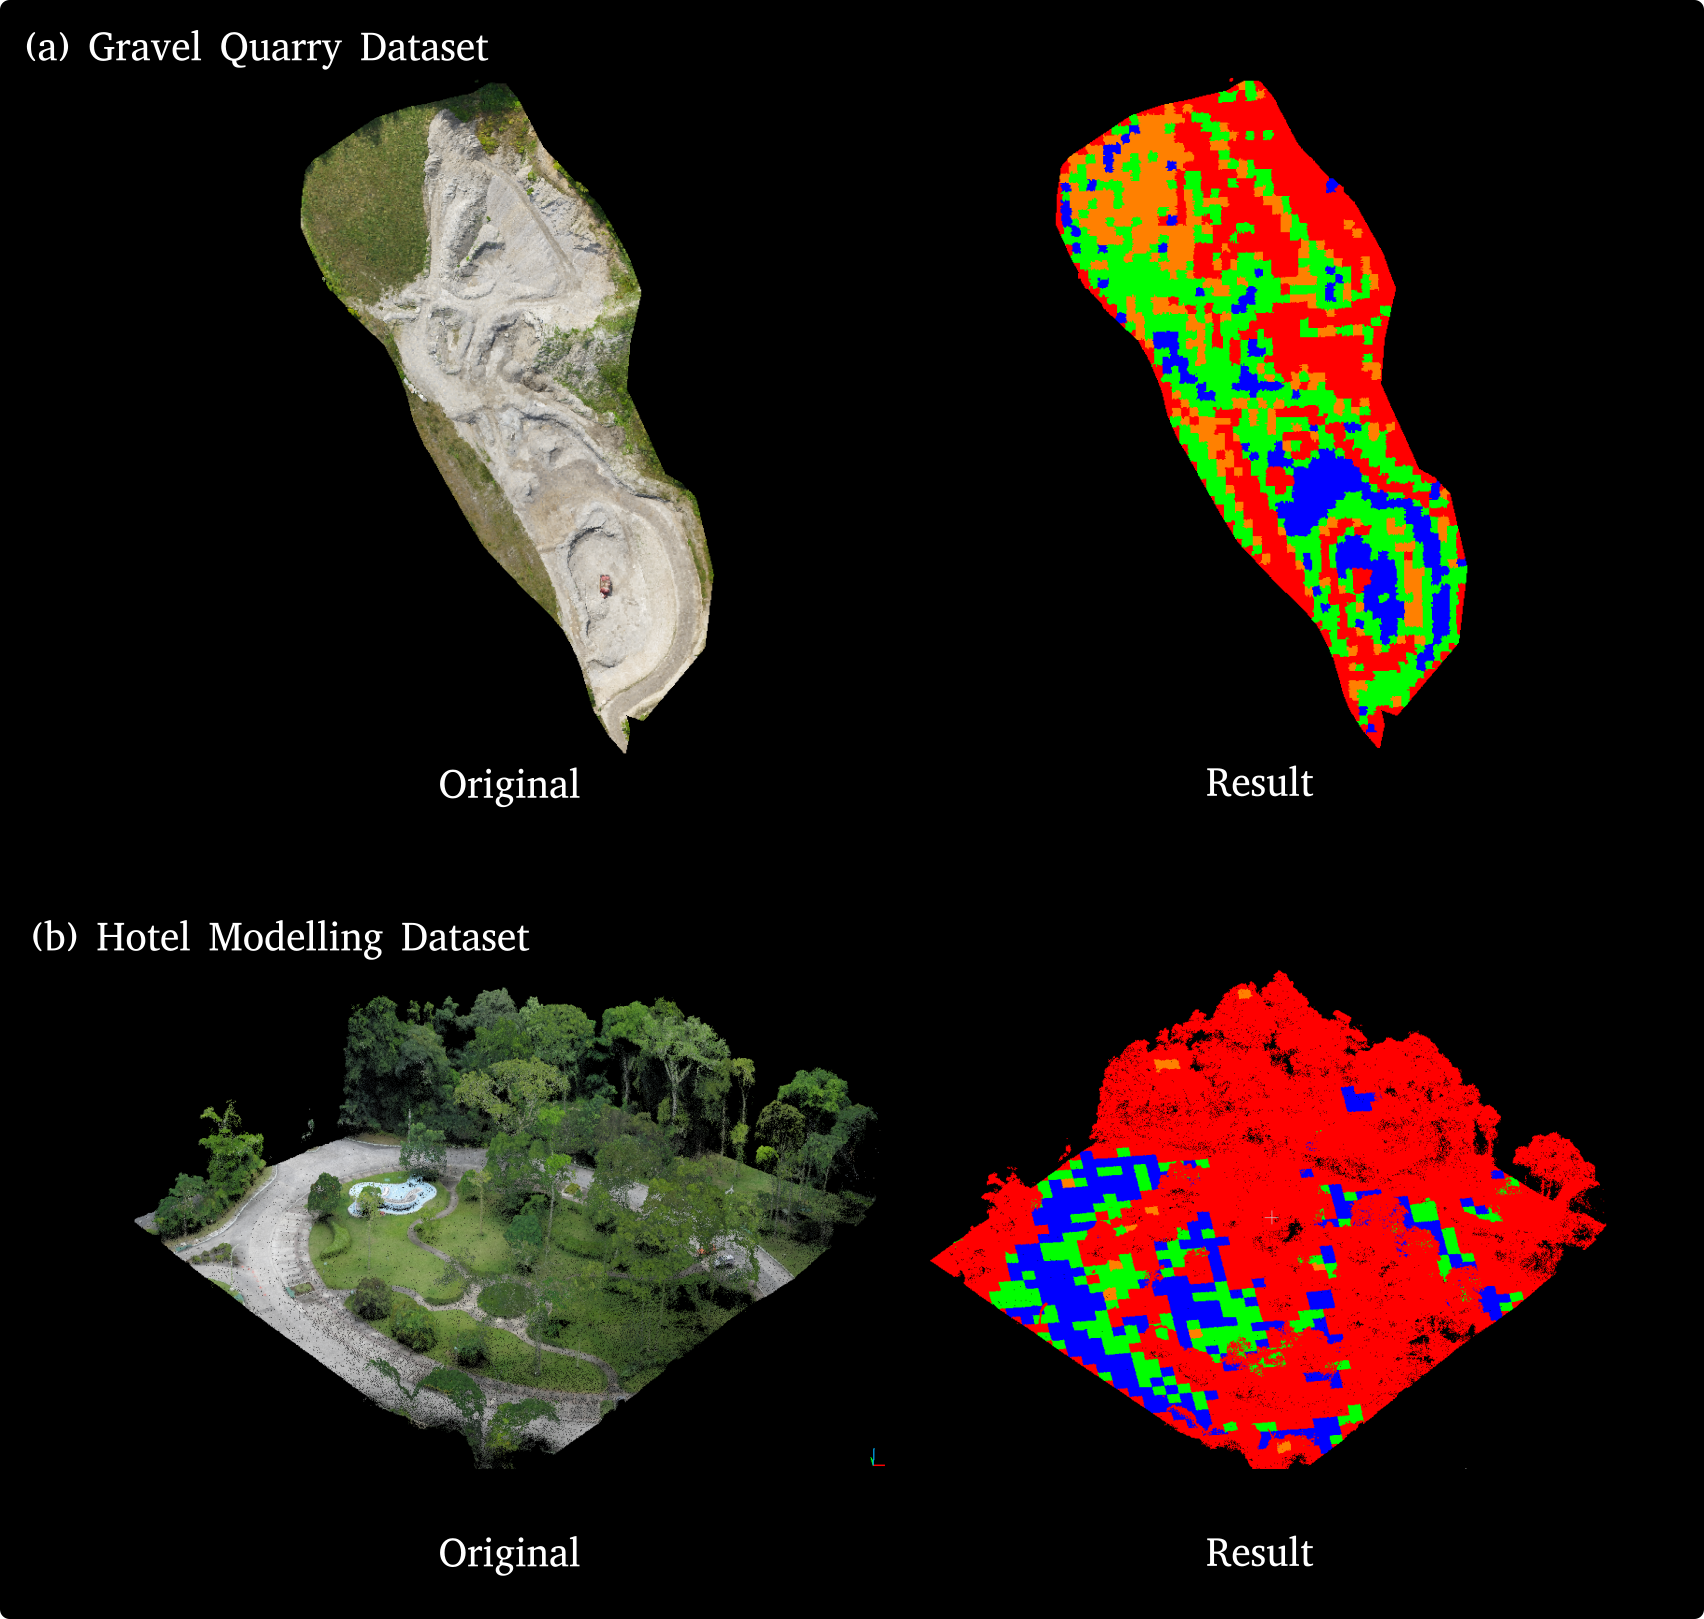 (a) Gravel Quarry Dataset
Original
Result
(b) Hotel Modelling Dataset
Original
Result